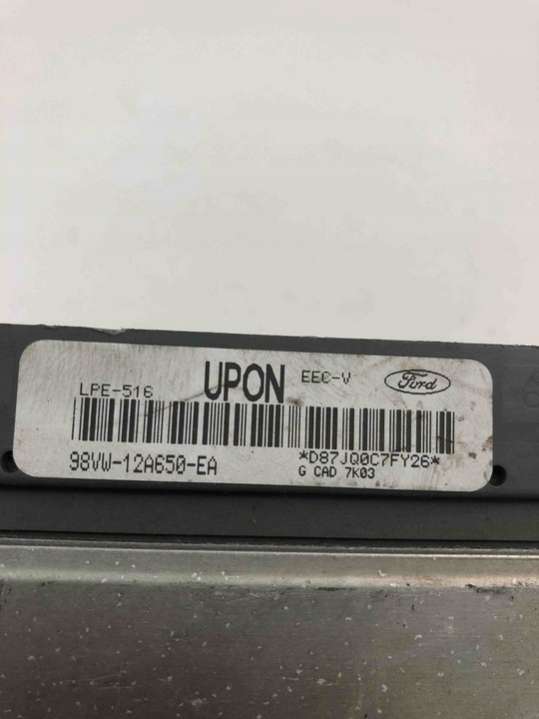 LPE-516 UPON EEC-V Ford
98VW-12A650-EA *D87JQ0C7FY26*
G CAD 7K03